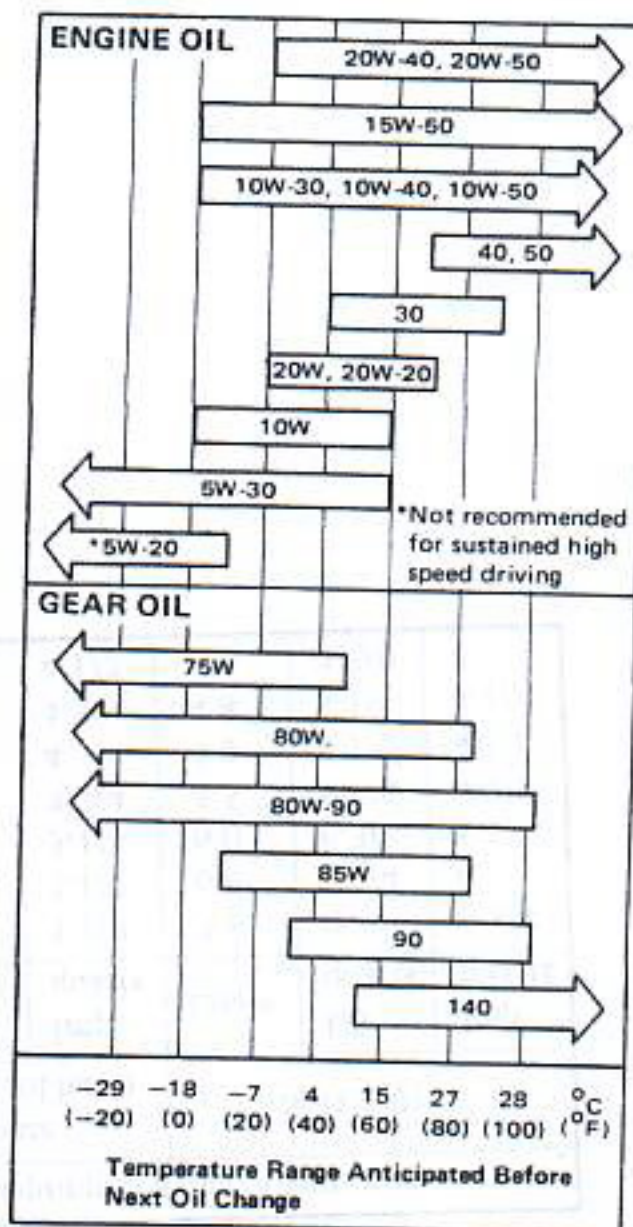 ENGINE OIL
20W-40, 20W-50
15W-50
10W-30, 10W-40, 10W-50
40, 50
30
20W, 20W-20
10W
5W-30
*5W-20
*Not recommended
for sustained high
speed driving
GEAR OIL
75W
80W.
80W-90
85W
90
140
−29 −18 −7 4 15 27 28 °C
(−20) (0) (20) (40) (60) (80) (100) (°F)
Temperature Range Anticipated Before
Next Oil Change